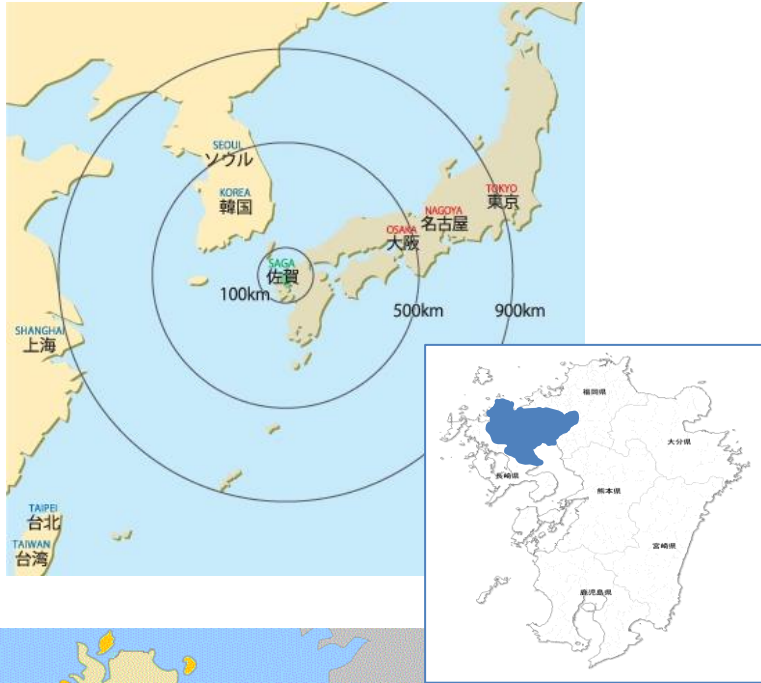 SEOUL
ソウル
KOREA
韓国
TOKYO
東京
NAGOYA
名古屋
OSAKA
大阪
SAGA
佐賀
100km
500km
900km
SHANGHAI
上海
TAIPEI
台北
TAIWAN
台湾
福岡県
大分県
長崎県
熊本県
宮崎県
鹿児島県